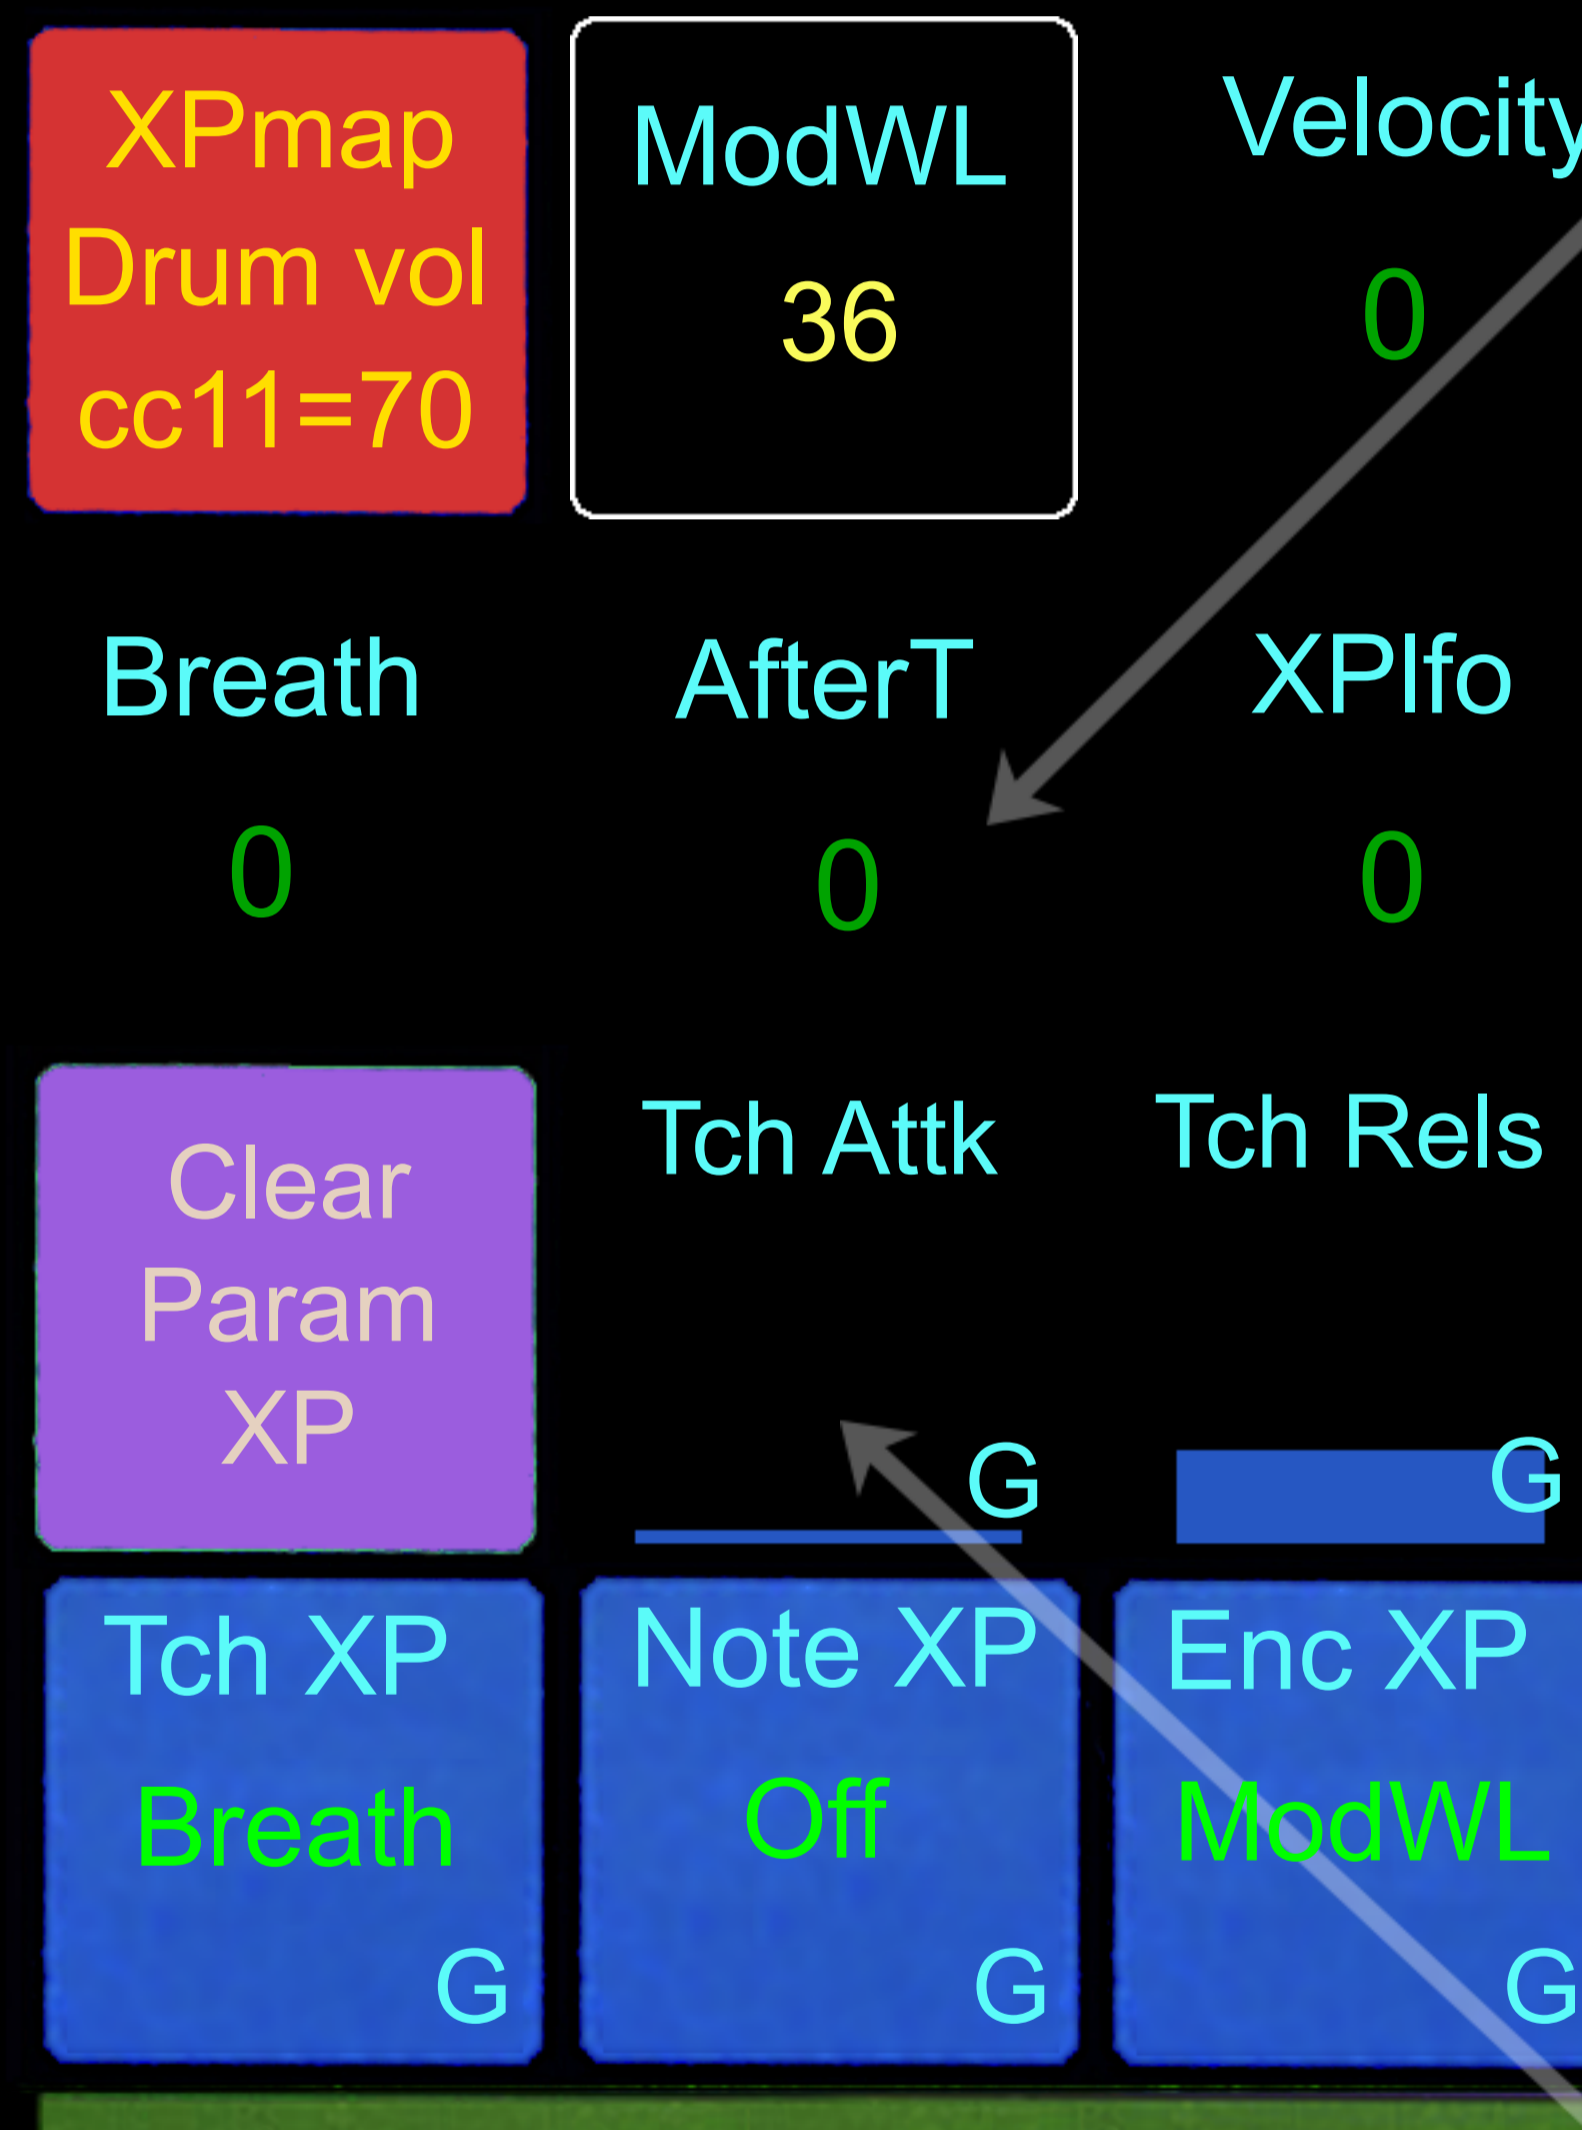 XPmap
Drum vol
cc11=70
ModWL
36
Velocity
0
Breath
0
AfterT
0
XPlfo
0
Clear
Param
XP
Tch Attk
G
Tch Rels
G
Tch XP
Breath
G
Note XP
Off
G
Enc XP
ModWL
G